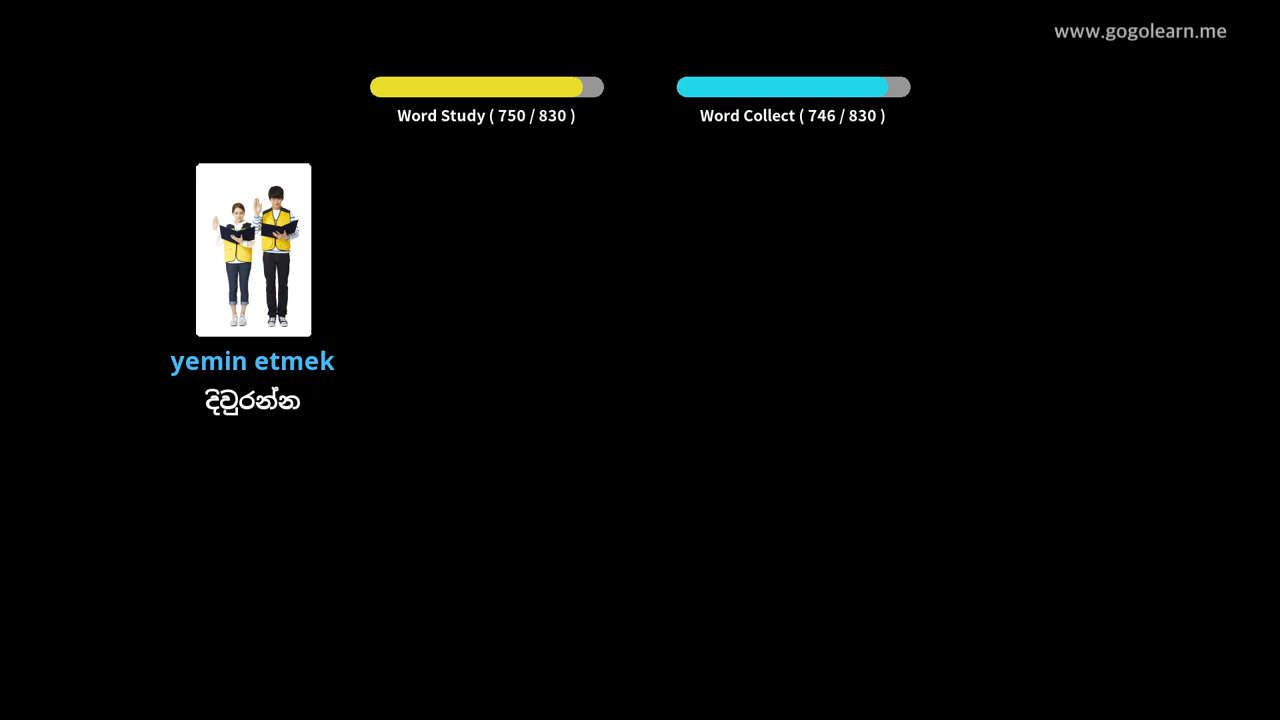 www.gogolearn.me
Word Study ( 750 / 830 )
Word Collect ( 746 / 830 )
yemin etmek
දිවුරන්න